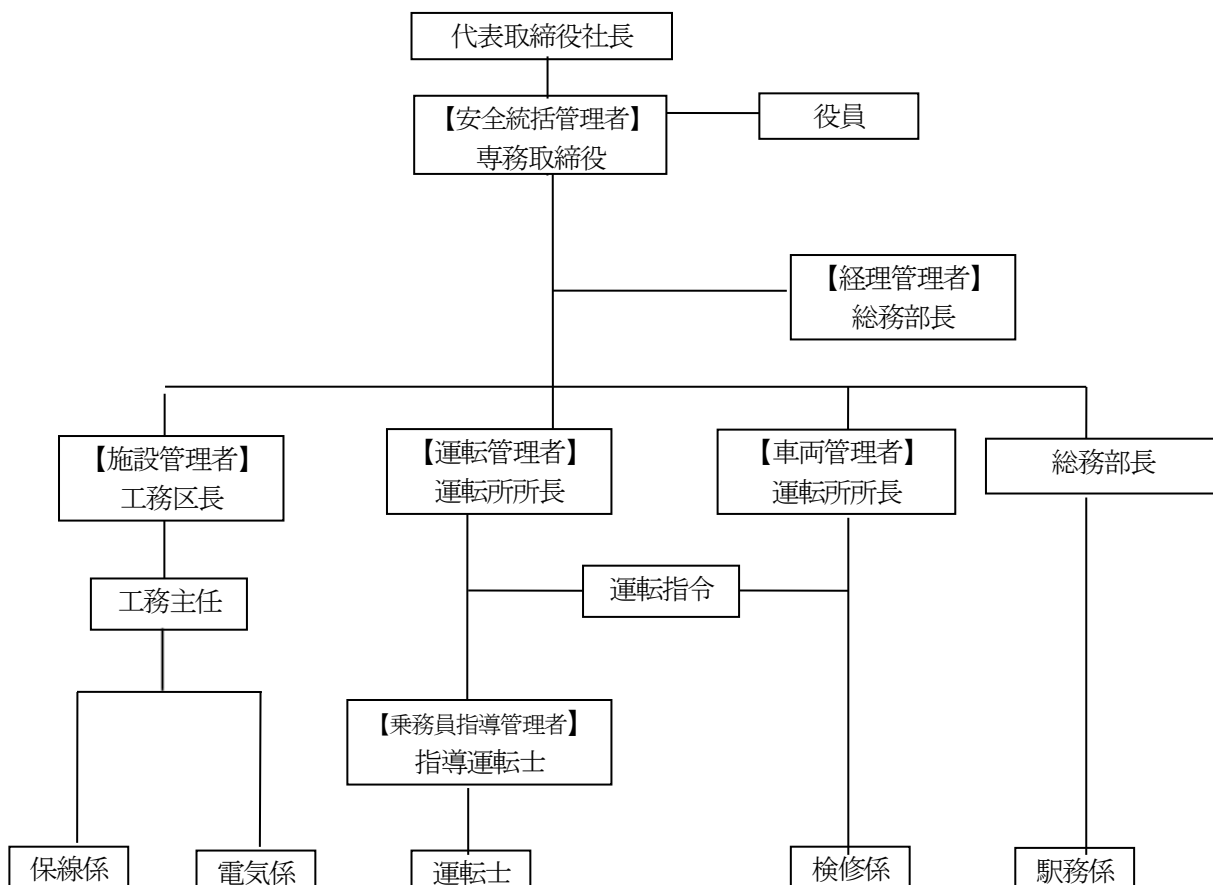 代表取締役社長
【安全統括管理者】
専務取締役
役員
【経理管理者】
総務部長
【施設管理者】
工務区長
【運転管理者】
運転所所長
【車両管理者】
運転所所長
総務部長
工務主任
運転指令
【乗務員指導管理者】
指導運転士
保線係
電気係
運転士
検修係
駅務係